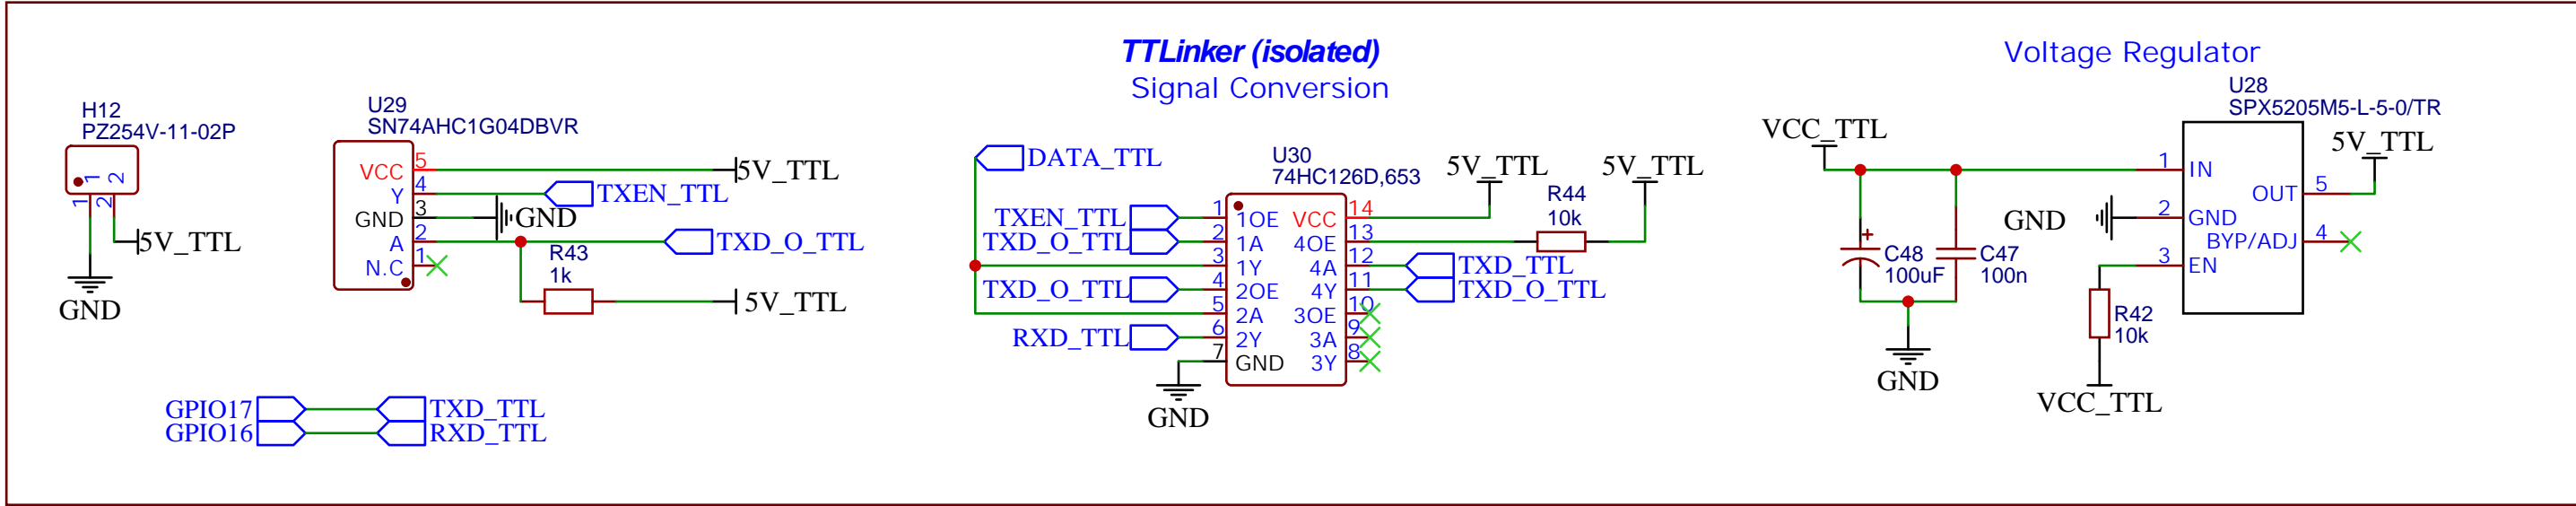 TTLinker (isolated)
Signal Conversion
Voltage Regulator
H12
PZ254V-11-02P
1 2
1 2
5V_TTL
GND
U29
SN74AHC1G04DBVR
VCC 5 5V_TTL
Y 4 TXEN_TTL
GND 3 GND
A 2 TXD_O_TTL
N.C 1
R43
1k
5V_TTL
GPIO17 TXD_TTL
GPIO16 RXD_TTL
DATA_TTL
U30
74HC126D,653
5V_TTL
5V_TTL
R44
10k
TXEN_TTL 1 1OE VCC 14
TXD_O_TTL 2 1A 4OE 13
3 1Y 4A 12 TXD_TTL
TXD_O_TTL 4 2OE 4Y 11 TXD_O_TTL
5 2A 3OE 10
RXD_TTL 6 2Y 3A 9
7 GND 3Y 8
GND
U28
SPX5205M5-L-5-0/TR
VCC_TTL
5V_TTL
1 IN
OUT 5
GND 2 GND
BYP/ADJ 4
3 EN
+
C48
100uF
C47
100n
GND
R42
10k
VCC_TTL